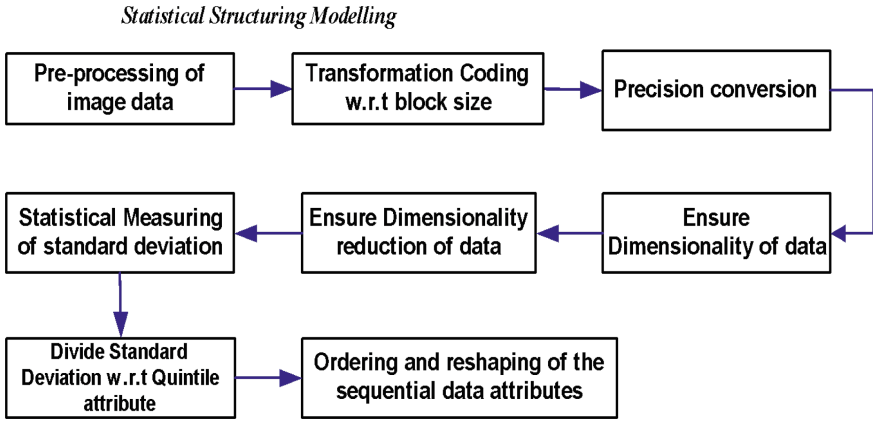 Statistical Structuring Modelling
Pre-processing of
image data
Transformation Coding
w.r.t block size
Precision conversion
Ensure
Dimensionality of data
Ensure Dimensionality
reduction of data
Statistical Measuring
of standard deviation
Divide Standard
Deviation w.r.t Quintile
attribute
Ordering and reshaping of the
sequential data attributes